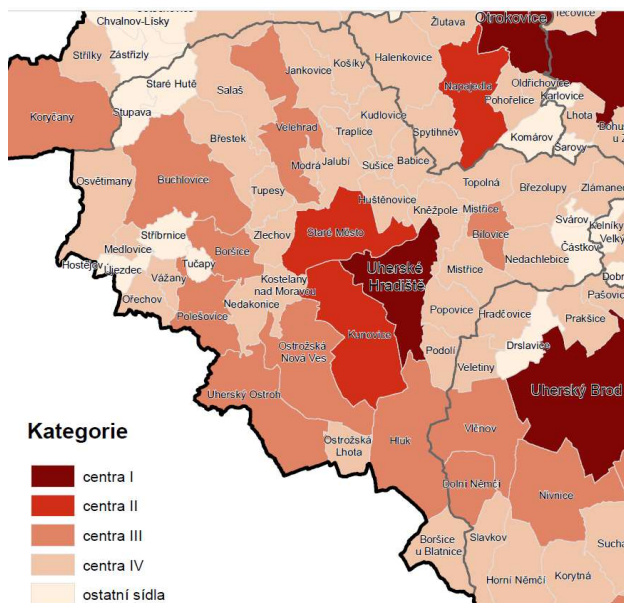 Chvalnov-Lísky
Žlutava
Otrokovice
Střílky
Zástřizly
Košíky
Jankovice
Halenkovice
Staré Hutě
Salaš
Napajedla
Oldřichovice
Pohořelice
Karlovice
Koryčany
Stupava
Kudlovice
Lhota
Velehrad
Traplice
Spytihněv
Břestek
Komárov
Šarovy
Modrá
Jalubí
Sušice
Babice
Osvětimany
Buchlovice
Tupesy
Topolná
Březolupy
Zlámanec
Huštěnovice
Kněžpole
Mistřice
Stříbrnice
Zlechov
Staré Město
Bílovice
Svárov
Kelníky
Medlovice
Boršice
Částkov
Hostějov
Újezdec
Tučapy
Uherské
Hradiště
Nedachlebice
Vážany
Kostelany
nad Moravou
Mistřice
Ořechov
Nedakonice
Popovice
Hradčovice
Prakšice
Polešovice
Kunovice
Ostrožská
Nová Ves
Podolí
Drslavice
Veletiny
Uherský Ostroh
Uherský Brod
Vlčnov
Ostrožská
Lhota
Hluk
Dolní Němčí
Nivnice
Boršice
u Blatnice
Slavkov
Horní Němčí
Korytná
Kategorie
centra I
centra II
centra III
centra IV
ostatní sídla